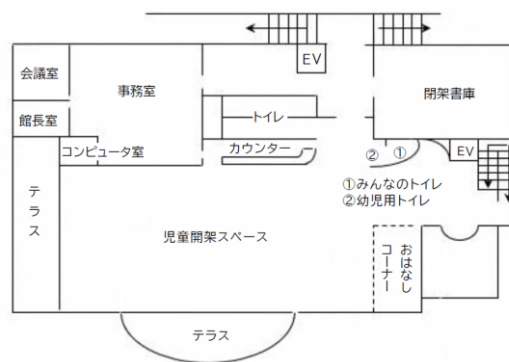 EV
会議室
事務室
閉架書庫
館長室
トイレ
コンピュータ室
カウンター
②
①
EV
①みんなのトイレ
②幼児用トイレ
テラス
児童開架スペース
おはなし
コーナー
テラス